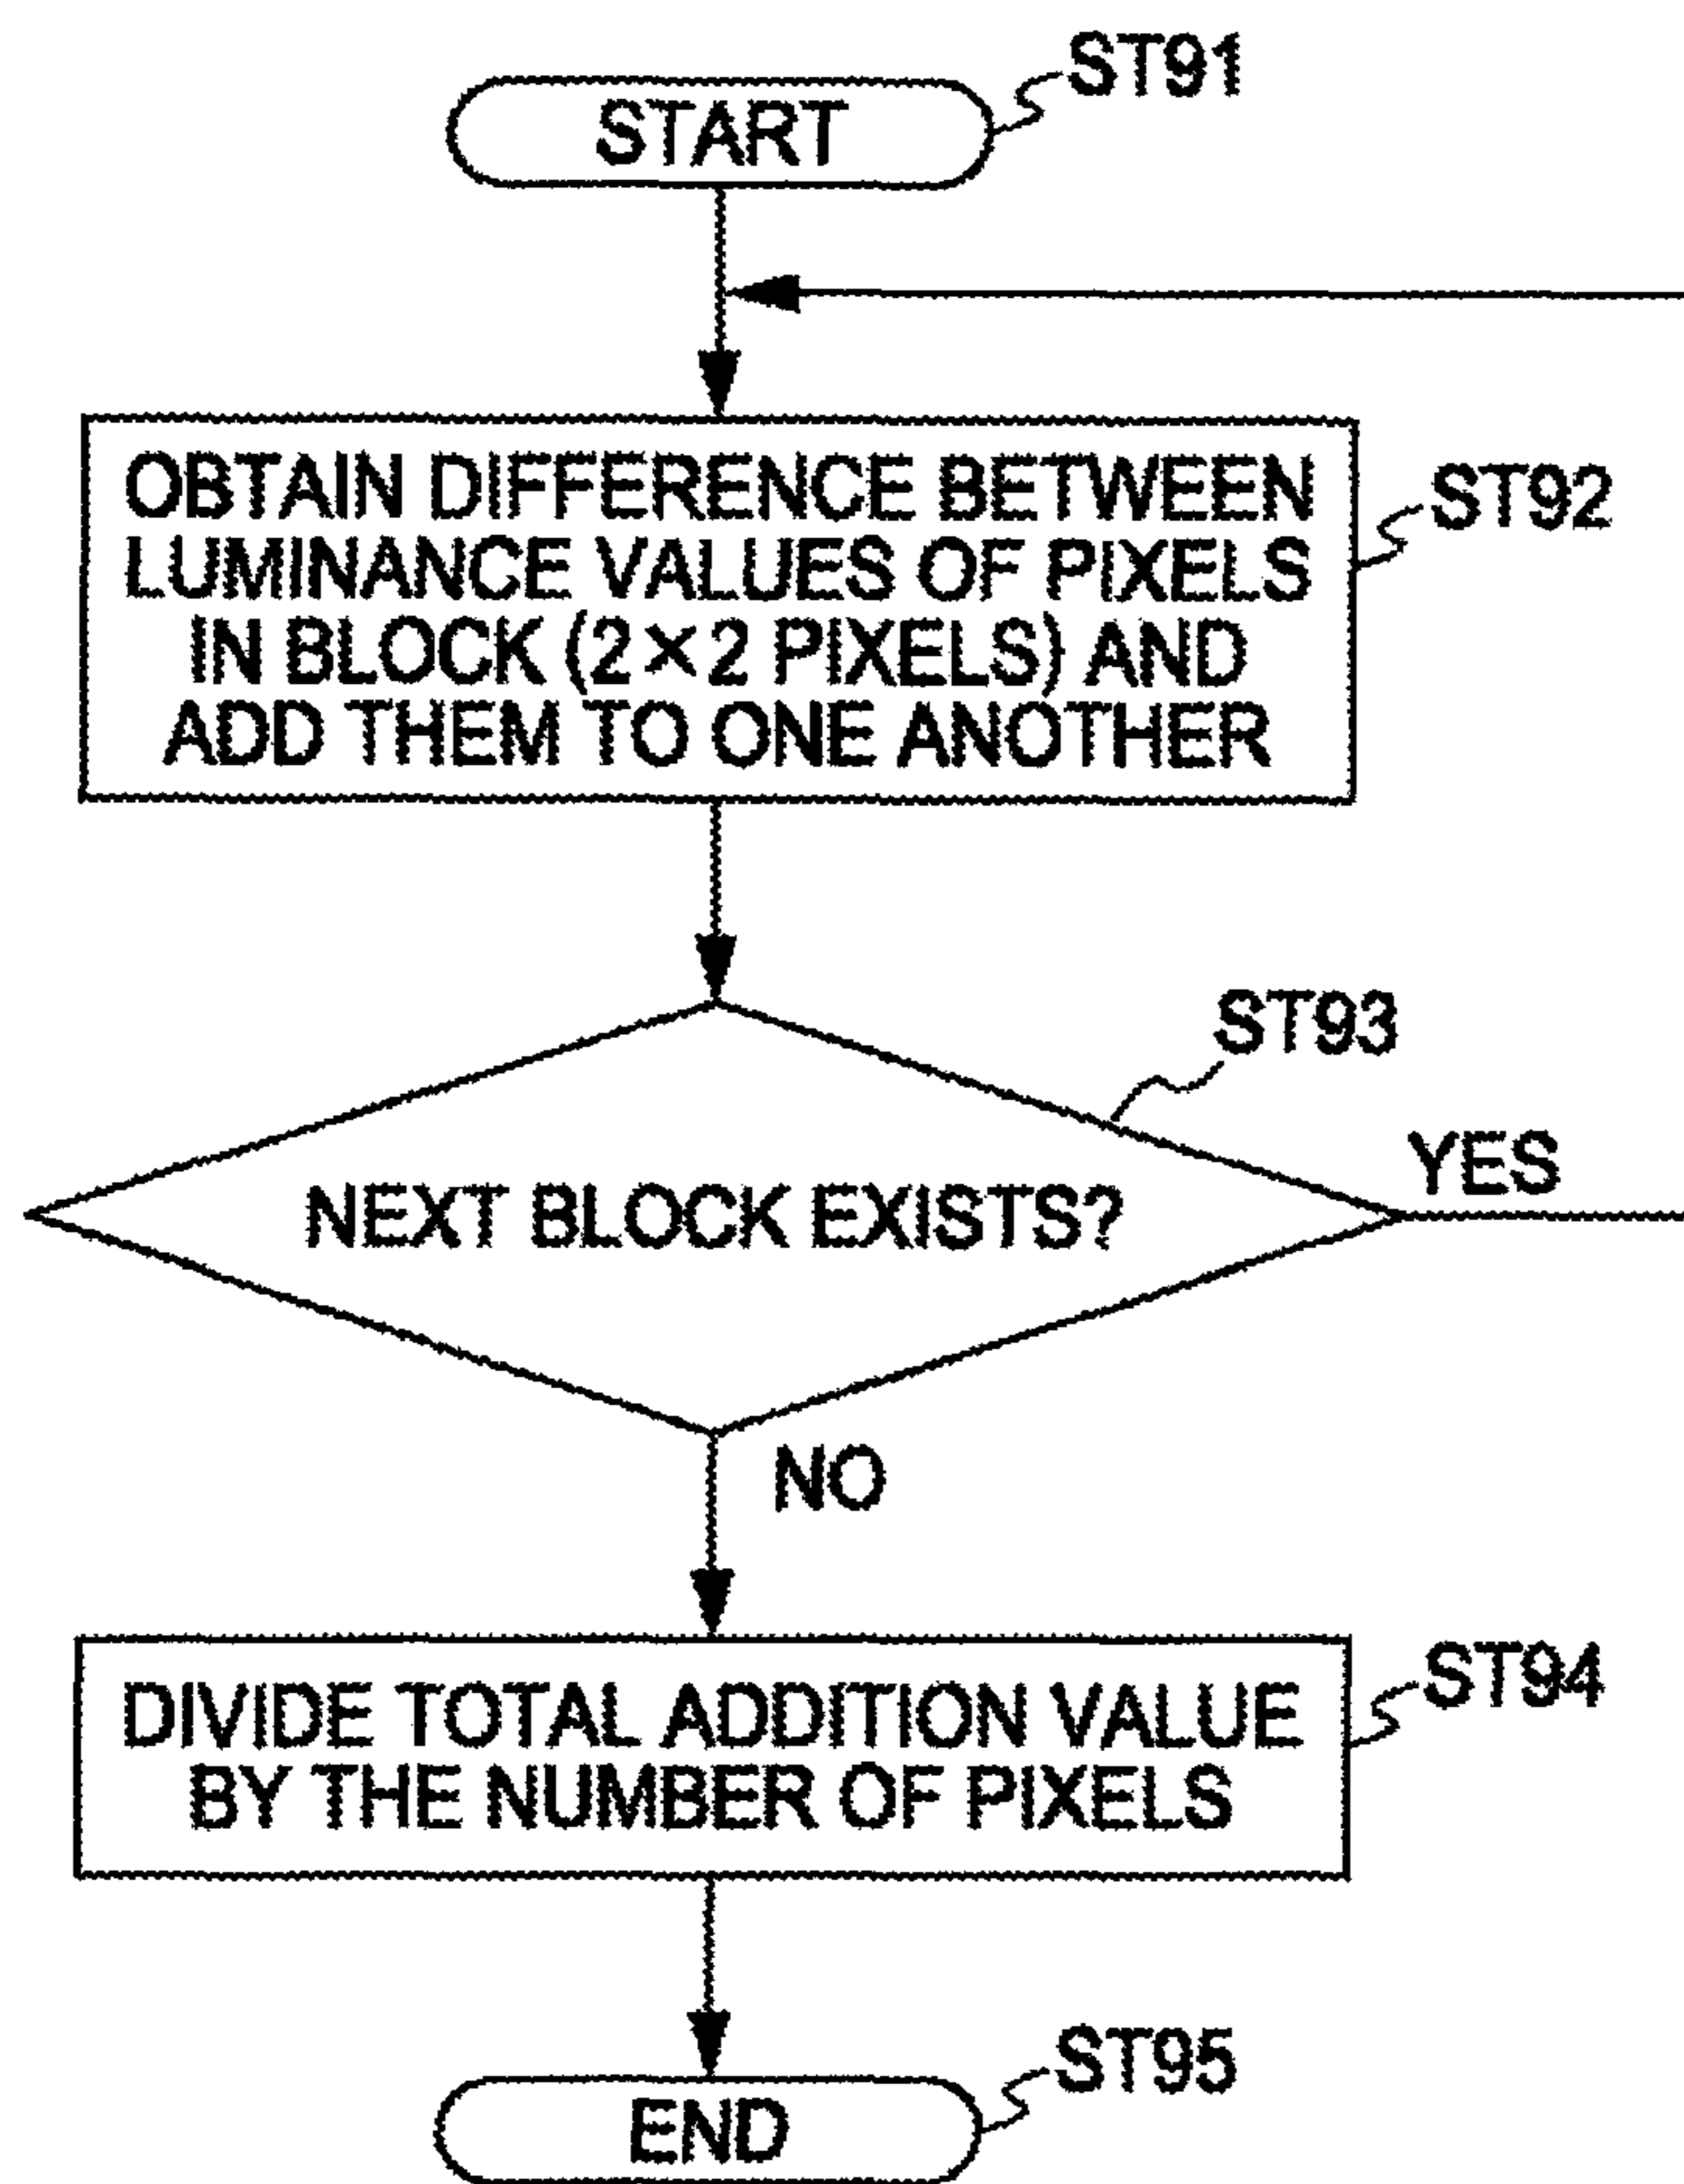 START
ST91
OBTAIN DIFFERENCE BETWEEN
LUMINANCE VALUES OF PIXELS
IN BLOCK (2×2 PIXELS) AND
ADD THEM TO ONE ANOTHER
ST92
ST93
NEXT BLOCK EXISTS?
YES
NO
DIVIDE TOTAL ADDITION VALUE
BY THE NUMBER OF PIXELS
ST94
END
ST95